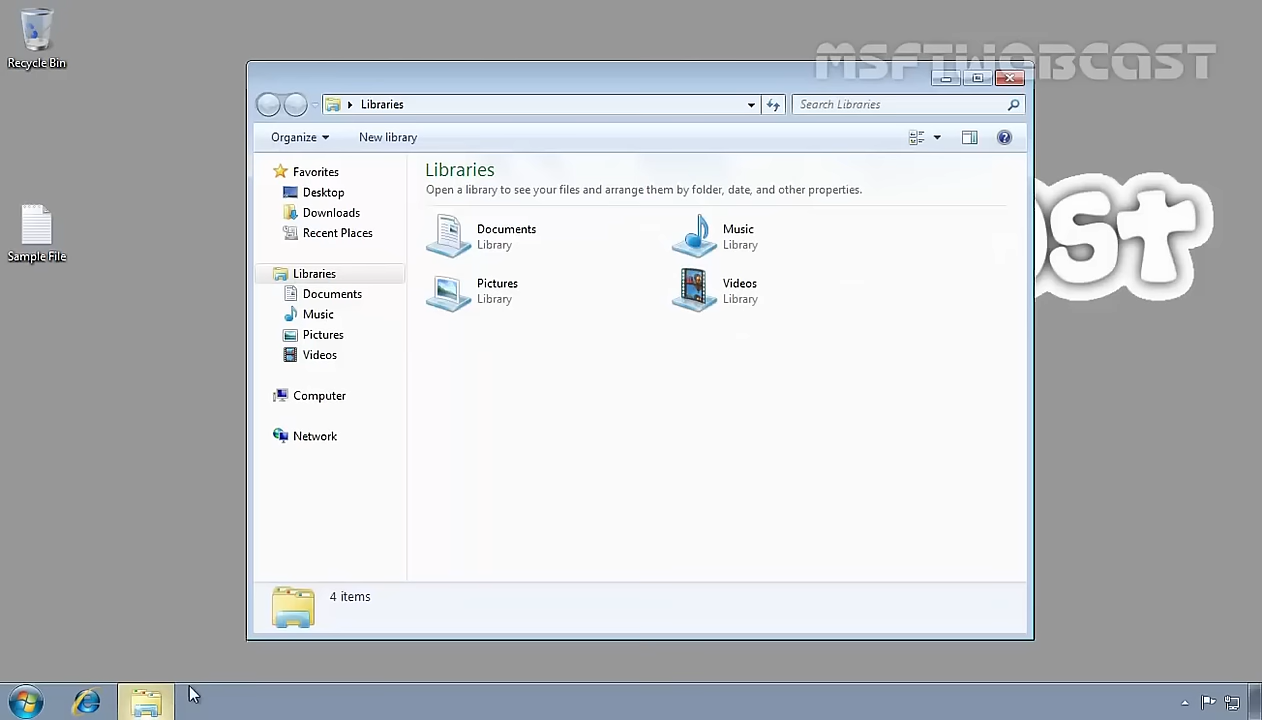 Recycle Bin
Sample File
MSFTWEBCAST
Libraries
Search Libraries
Organize
New library
Favorites
Desktop
Downloads
Recent Places
Libraries
Documents
Music
Pictures
Videos
Computer
Network
Libraries
Open a library to see your files and arrange them by folder, date, and other properties.
Documents
Library
Music
Library
Pictures
Library
Videos
Library
4 items